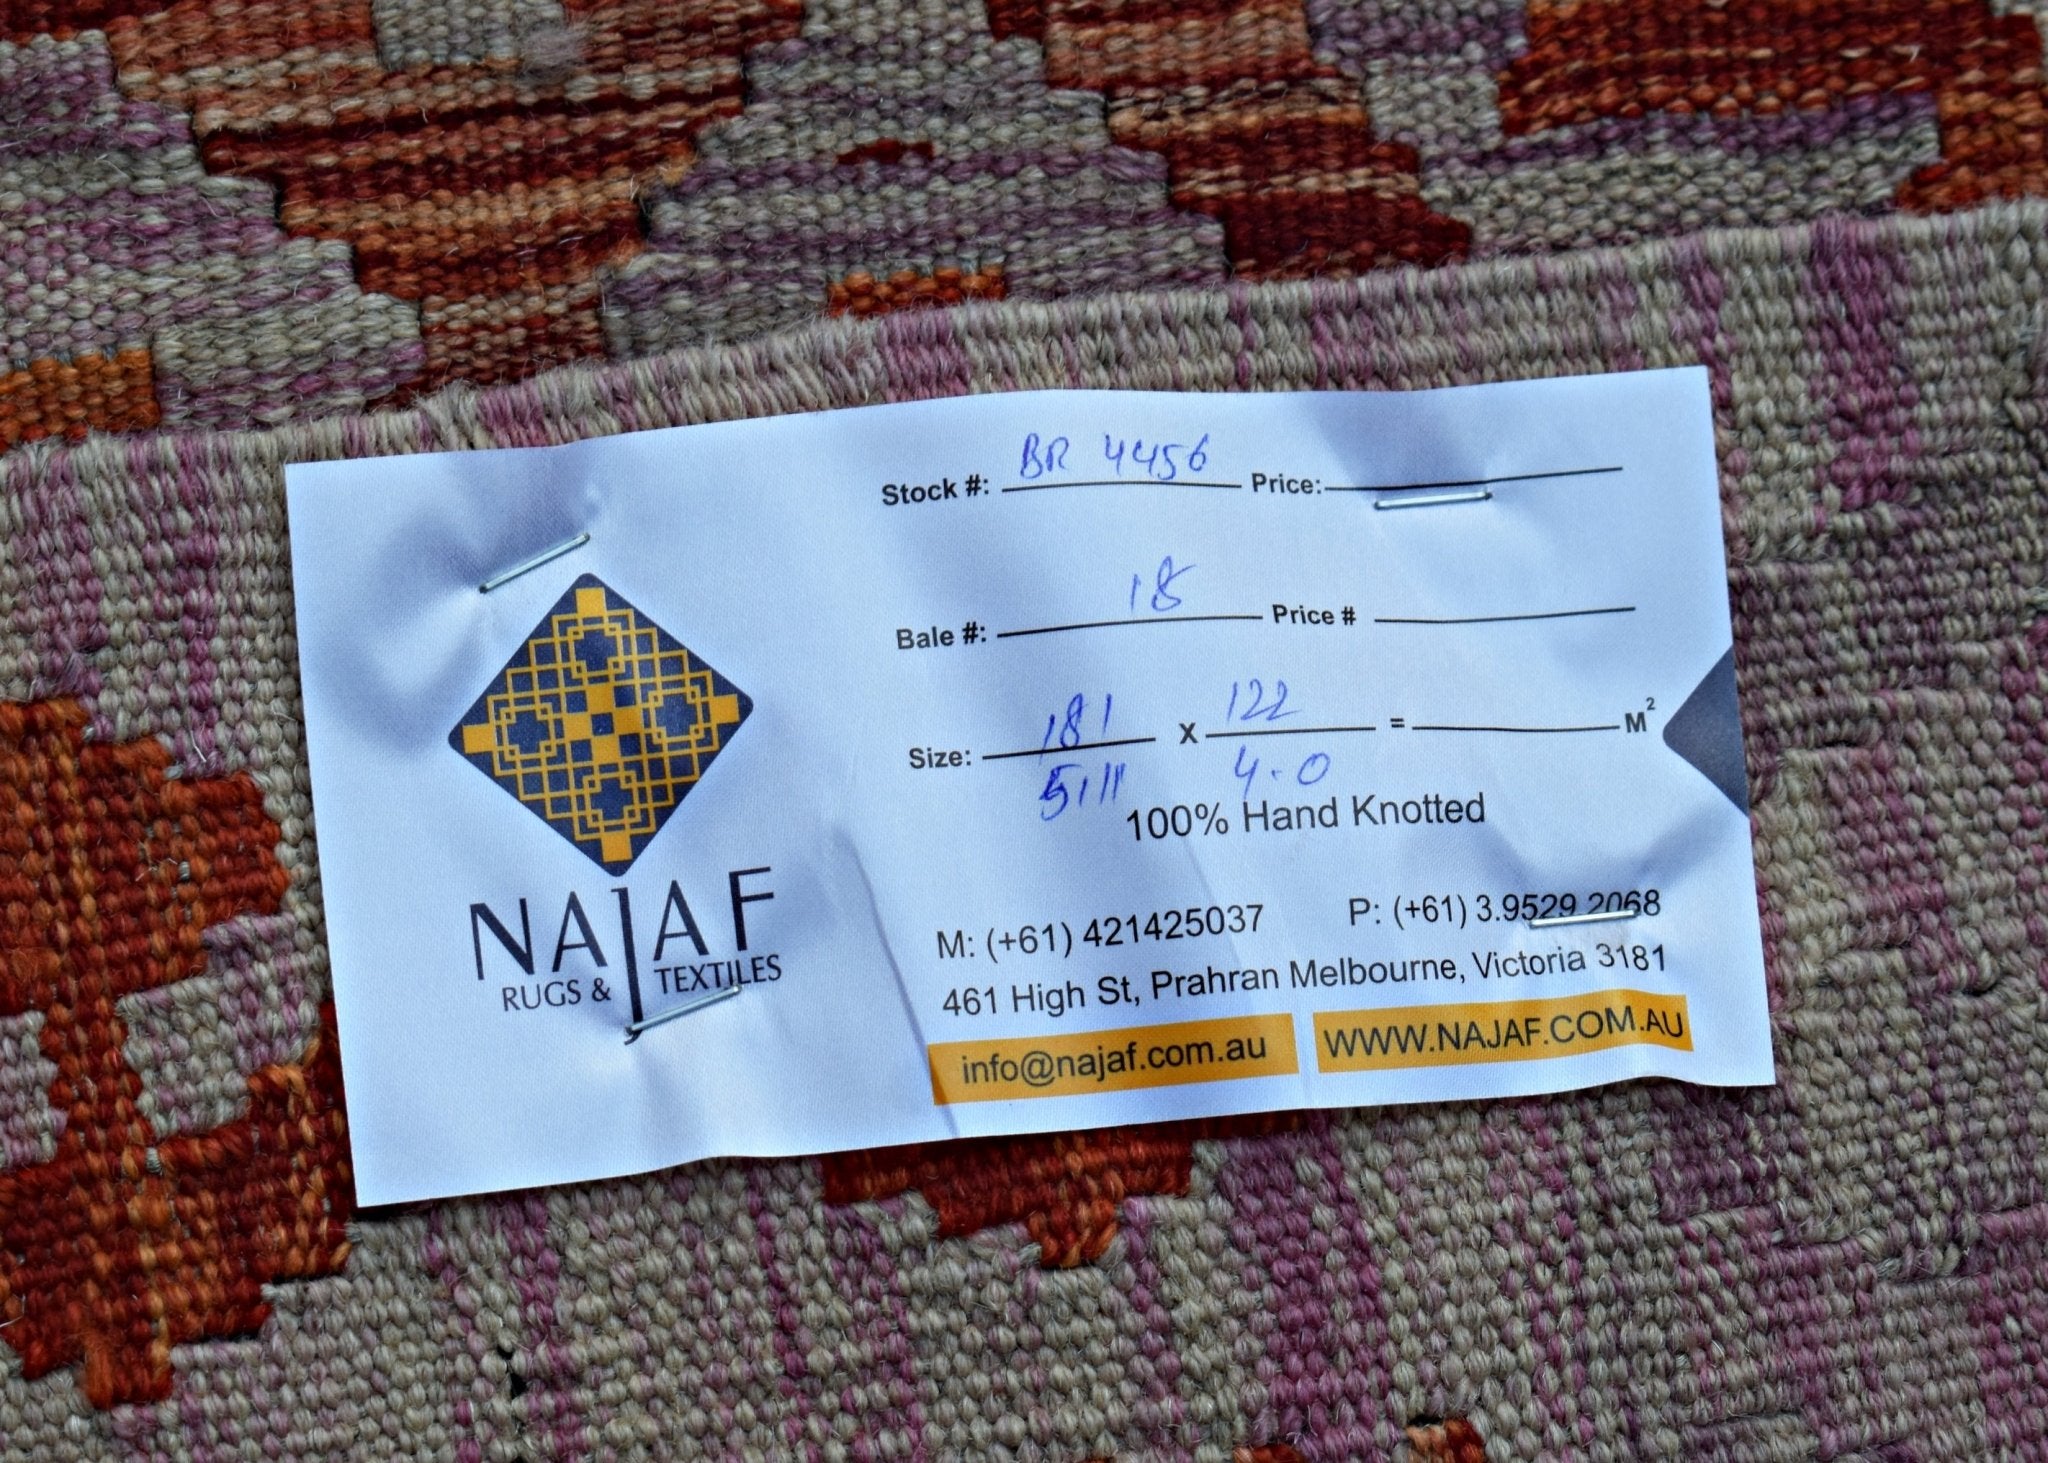 NAJAF
RUGS & TEXTILES
Stock #: BR 4456 Price:
Bale #: 18 Price #
Size: 181 x 122 = M²
5'11" 4.0
100% Hand Knotted
M: (+61) 421425037 P: (+61) 3.9529 2068
461 High St, Prahran Melbourne, Victoria 3181
info@najaf.com.au WWW.NAJAF.COM.AU